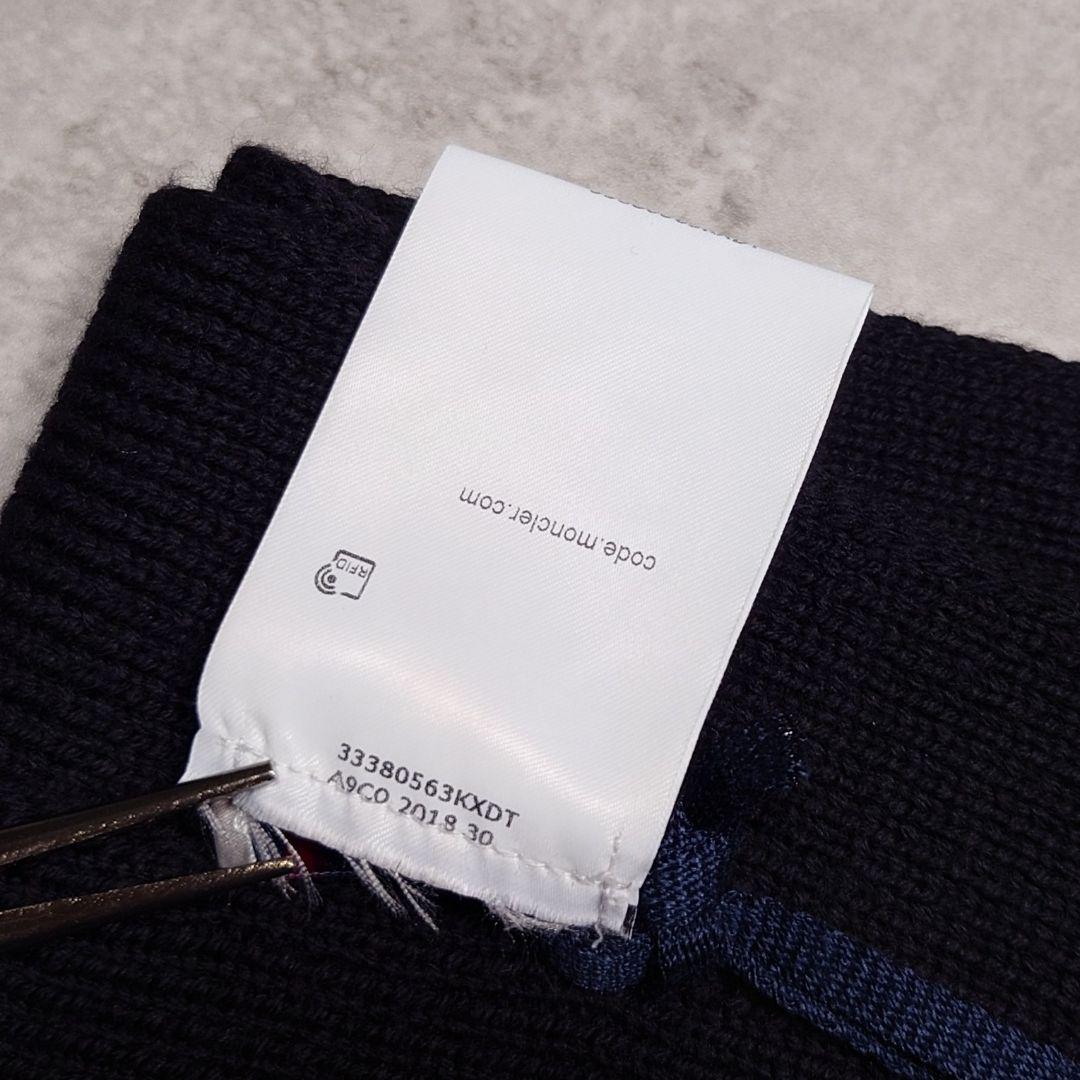 code.moncler.com
RFID
33380563KXDT
A9C0 2018 30